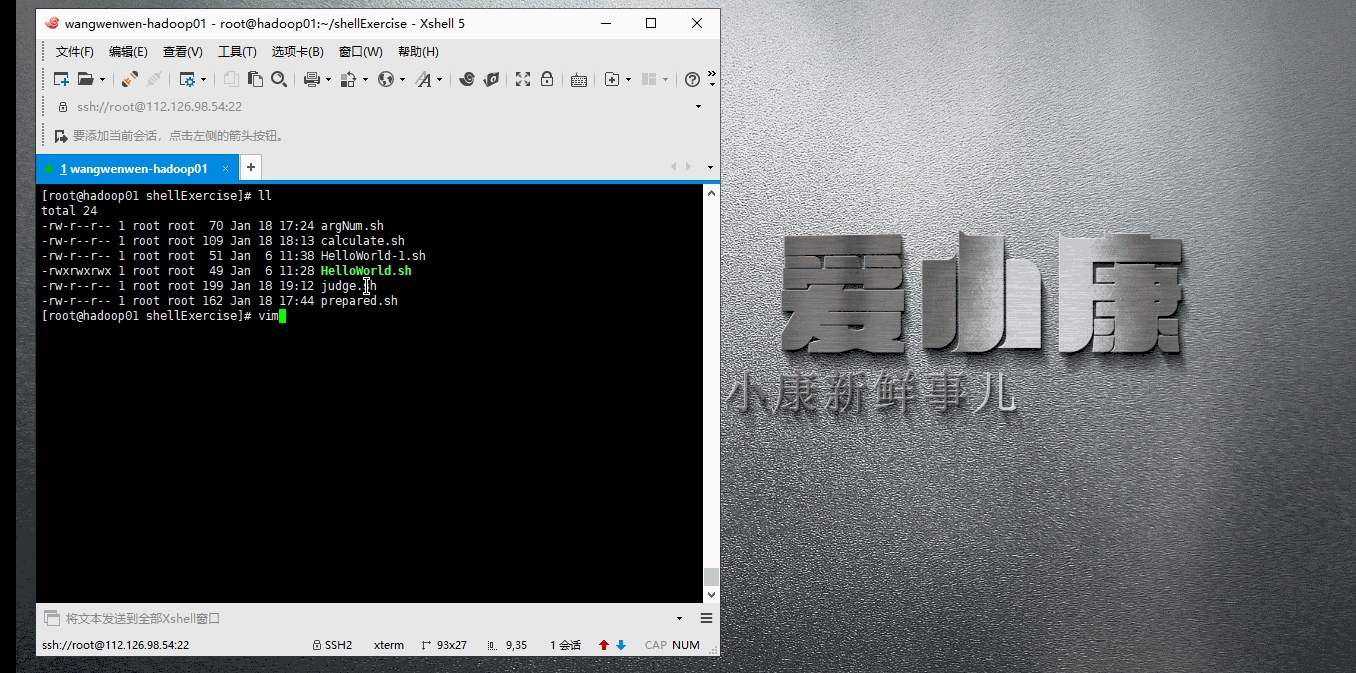 wangwenwen-hadoop01 - root@hadoop01:~/shellExercise - Xshell 5
文件(F) 编辑(E) 查看(V) 工具(T) 选项卡(B) 窗口(W) 帮助(H)
ssh://root@112.126.98.54:22
要添加当前会话，点击左侧的箭头按钮。
1 wangwenwen-hadoop01 × +
[root@hadoop01 shellExercise]# ll
total 24
-rw-r--r-- 1 root root  70 Jan 18 17:24 argNum.sh
-rw-r--r-- 1 root root 109 Jan 18 18:13 calculate.sh
-rw-r--r-- 1 root root  51 Jan  6 11:38 HelloWorld-1.sh
-rwxrwxrwx 1 root root  49 Jan  6 11:28 HelloWorld.sh
-rw-r--r-- 1 root root 199 Jan 18 19:12 judge.sh
-rw-r--r-- 1 root root 162 Jan 18 17:44 prepared.sh
[root@hadoop01 shellExercise]# vim
将文本发送到全部Xshell窗口
ssh://root@112.126.98.54:22 SSH2 xterm 93x27 9,35 1 会话 CAP NUM
爱小康
小康新鲜事儿